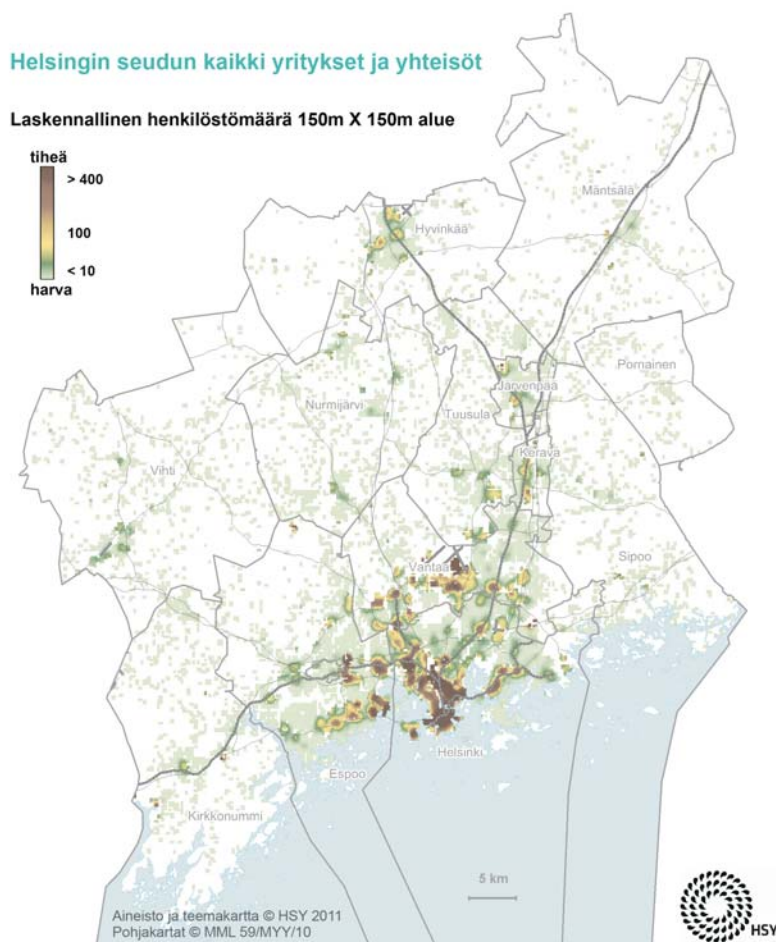 Helsingin seudun kaikki yritykset ja yhteisöt
Laskennallinen henkilöstömäärä 150m X 150m alue
tiheä
> 400
100
< 10
harva
Mäntsälä
Hyvinkää
Pornainen
Järvenpää
Nurmijärvi
Tuusula
Kerava
Vihti
Sipoo
Vantaa
Helsinki
Espoo
Kirkkonummi
5 km
Aineisto ja teemakartta © HSY 2011
Pohjakartat © MML 59/MYY/10
HSY